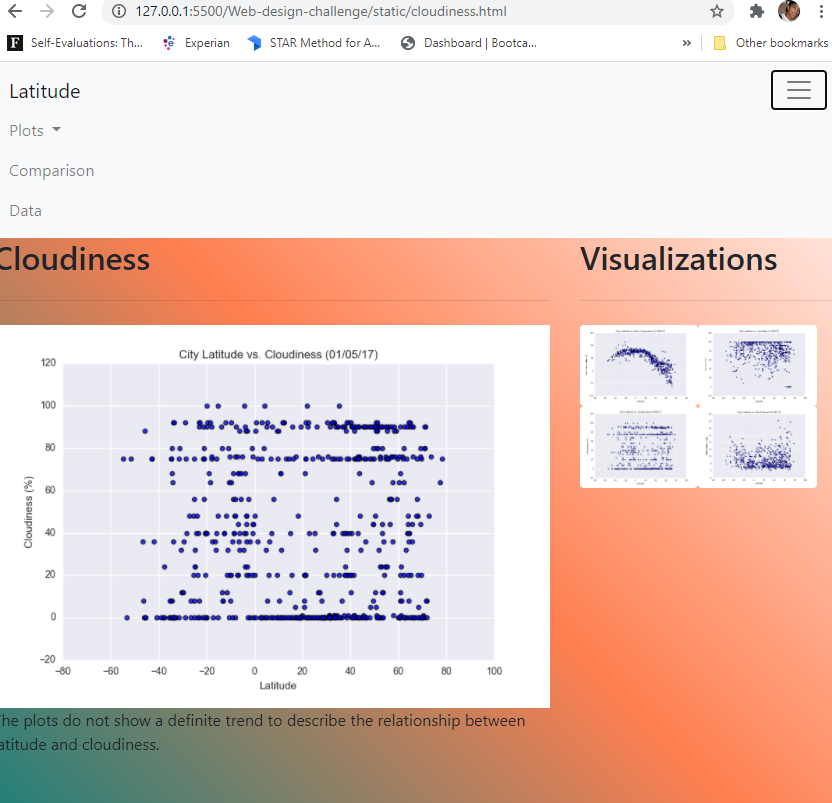 127.0.0.1:5500/Web-design-challenge/static/cloudiness.html
Self-Evaluations: Th... Experian STAR Method for A... Dashboard | Bootca... » Other bookmarks
Latitude
Plots
Comparison
Data
Cloudiness
Visualizations
City Latitude vs. Cloudiness (01/05/17)
120
100
80
60
40
20
0
−20
Cloudiness (%)
−80 −60 −40 −20 0 20 40 60 80 100
Latitude
The plots do not show a definite trend to describe the relationship between
latitude and cloudiness.